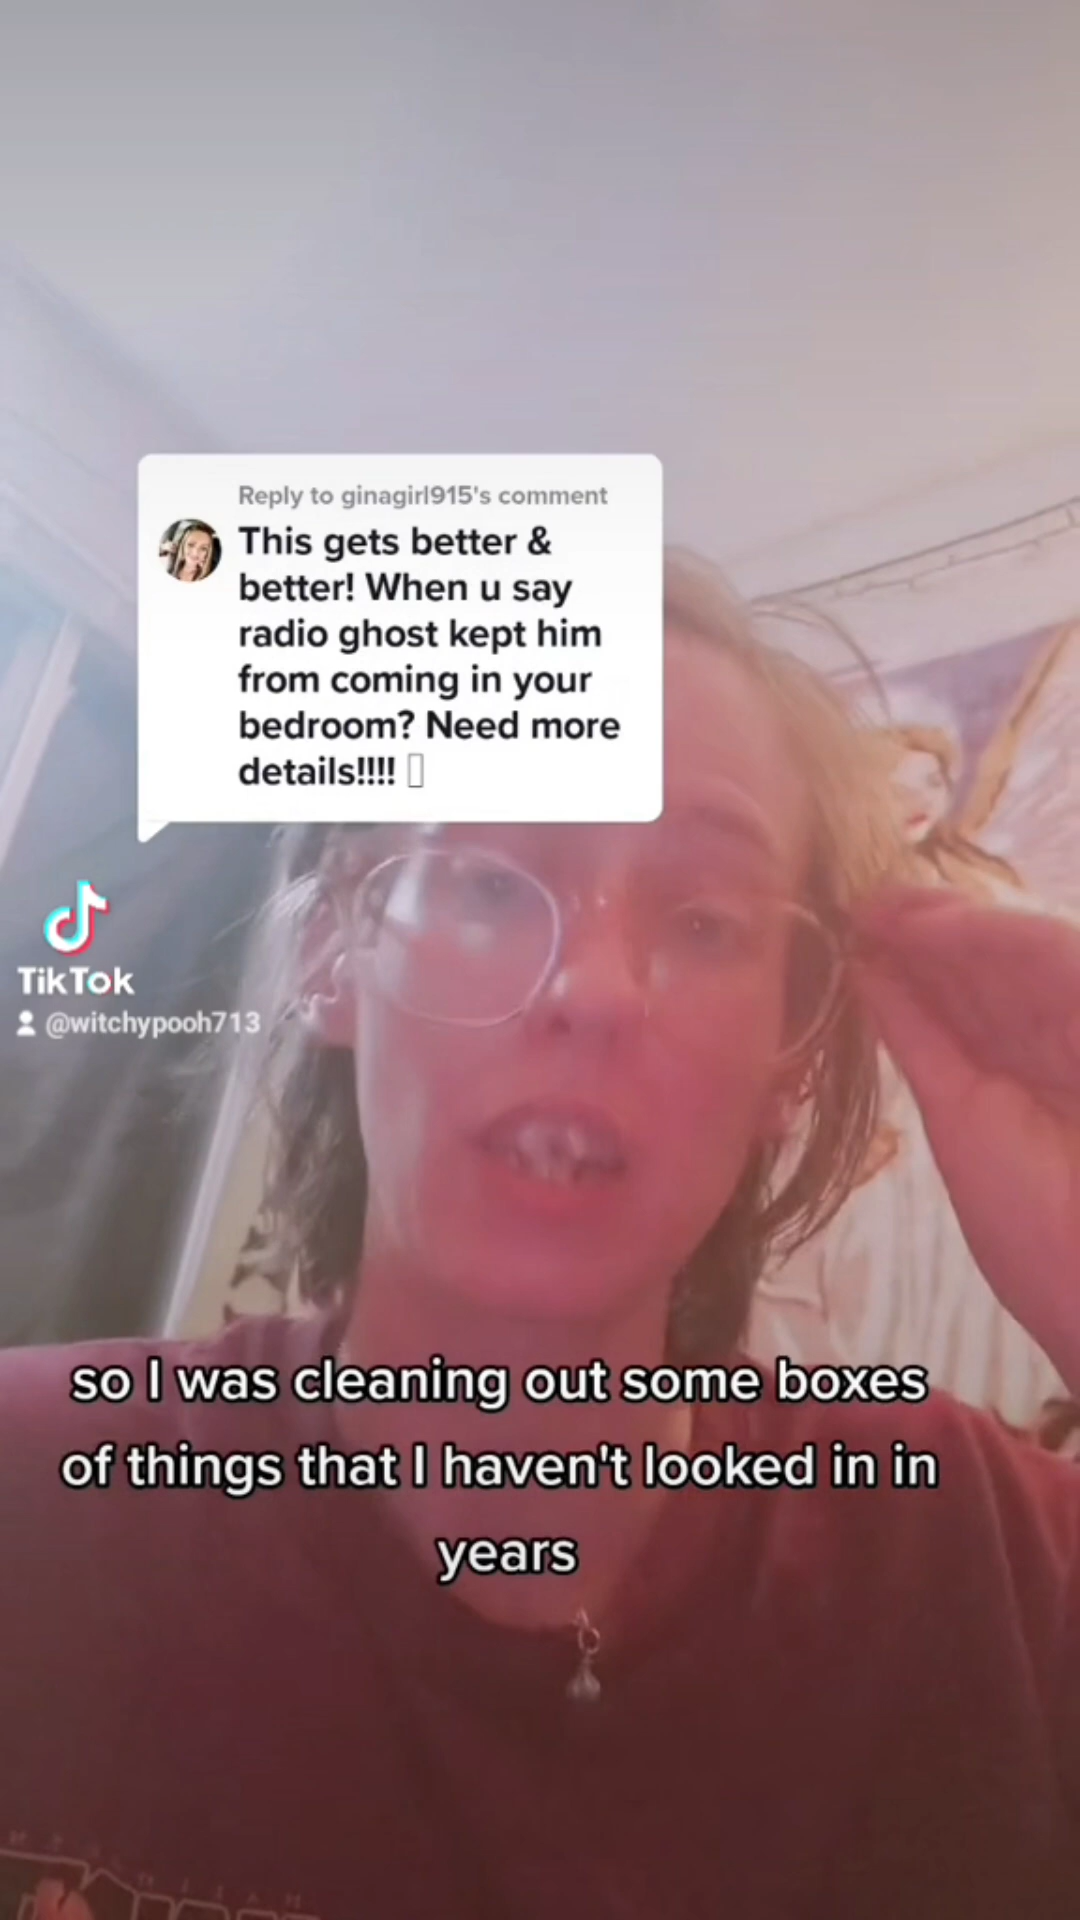 Reply to ginagirl915's comment
This gets better &
better! When u say
radio ghost kept him
from coming in your
bedroom? Need more
details!!!!
TikTok
@witchypooh713
so I was cleaning out some boxes
of things that I haven't looked in in
years